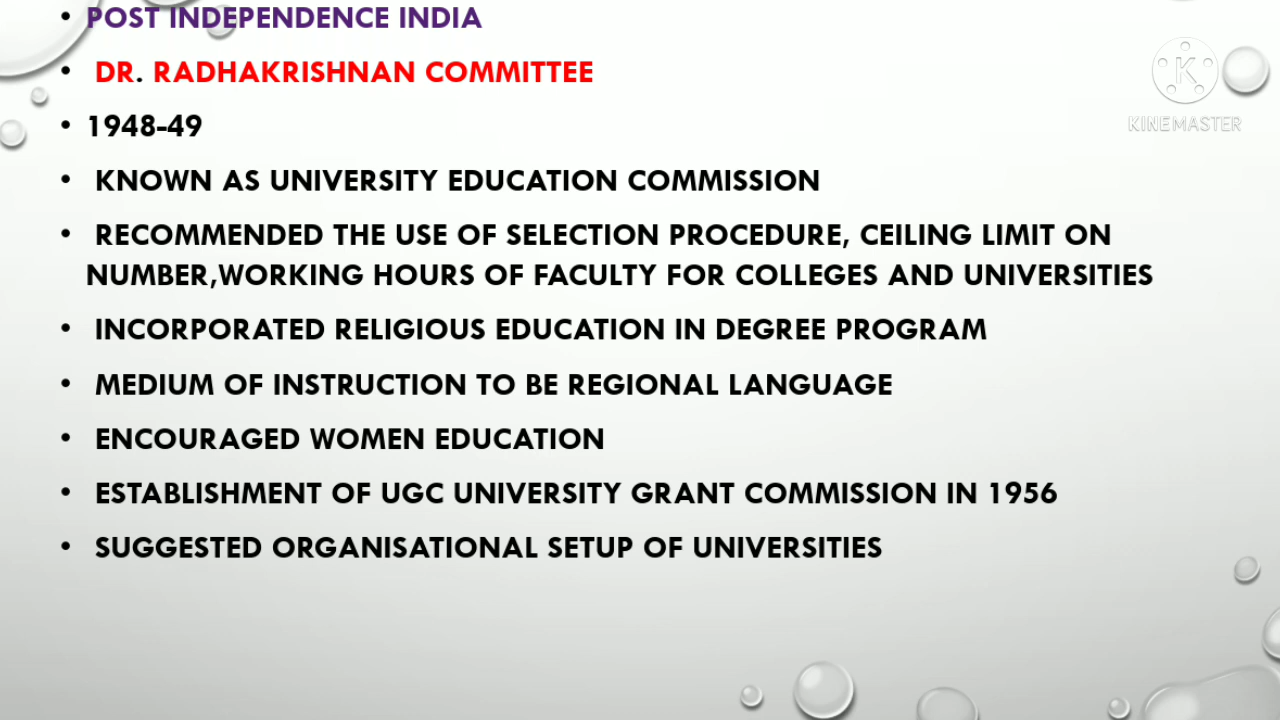 • POST INDEPENDENCE INDIA
• DR. RADHAKRISHNAN COMMITTEE
• 1948-49
• KNOWN AS UNIVERSITY EDUCATION COMMISSION
• RECOMMENDED THE USE OF SELECTION PROCEDURE, CEILING LIMIT ON
NUMBER,WORKING HOURS OF FACULTY FOR COLLEGES AND UNIVERSITIES
• INCORPORATED RELIGIOUS EDUCATION IN DEGREE PROGRAM
• MEDIUM OF INSTRUCTION TO BE REGIONAL LANGUAGE
• ENCOURAGED WOMEN EDUCATION
• ESTABLISHMENT OF UGC UNIVERSITY GRANT COMMISSION IN 1956
• SUGGESTED ORGANISATIONAL SETUP OF UNIVERSITIES
K
KINEMASTER